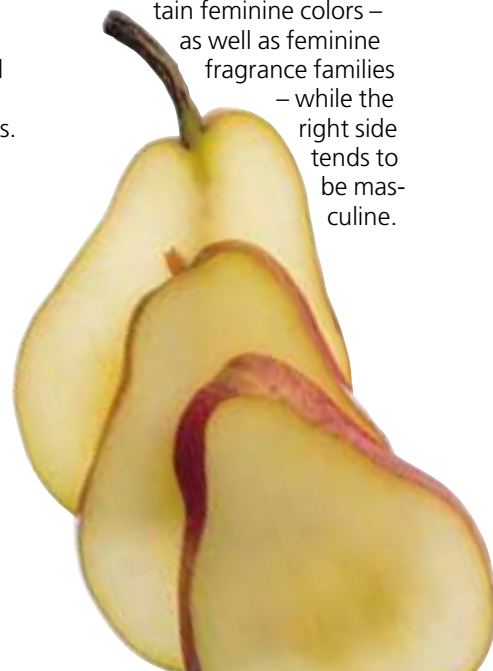 tain feminine colors –
as well as feminine
fragrance families
– while the
right side
tends to
be mas-
culine.
s.